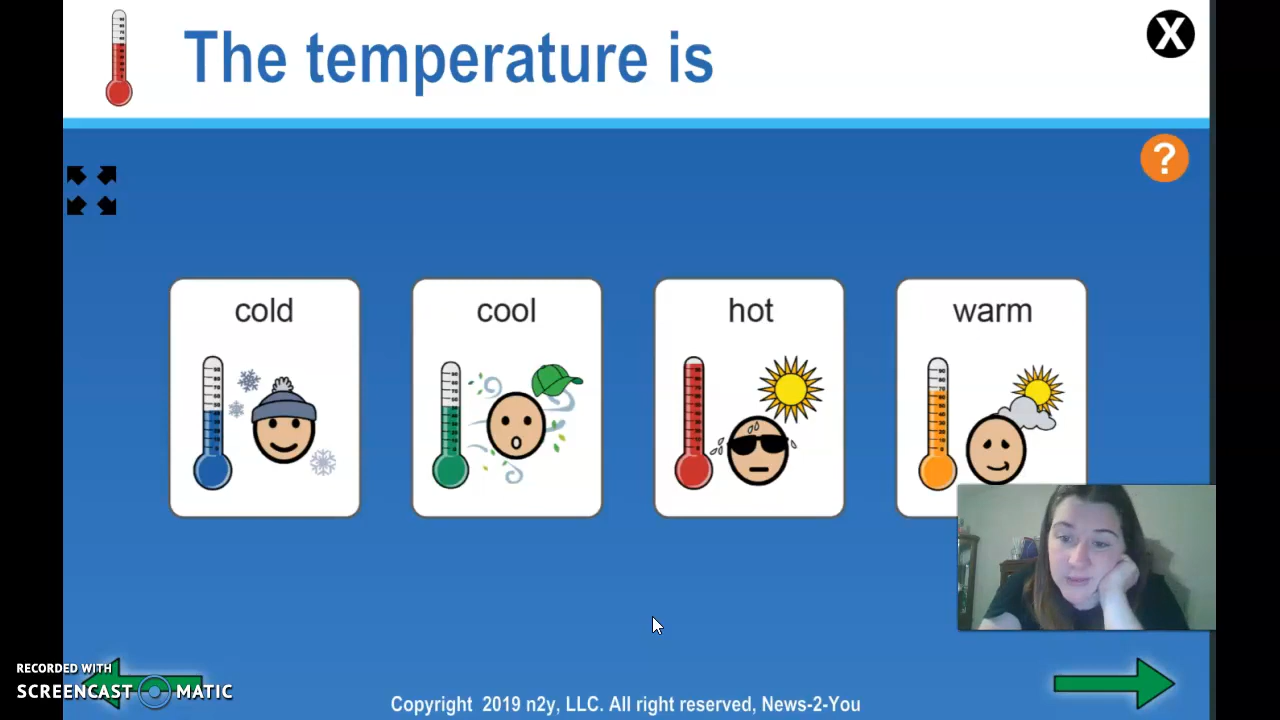 The temperature is
X
?
cold
cool
hot
warm
RECORDED WITH
SCREENCAST MATIC
Copyright 2019 n2y, LLC. All right reserved, News-2-You